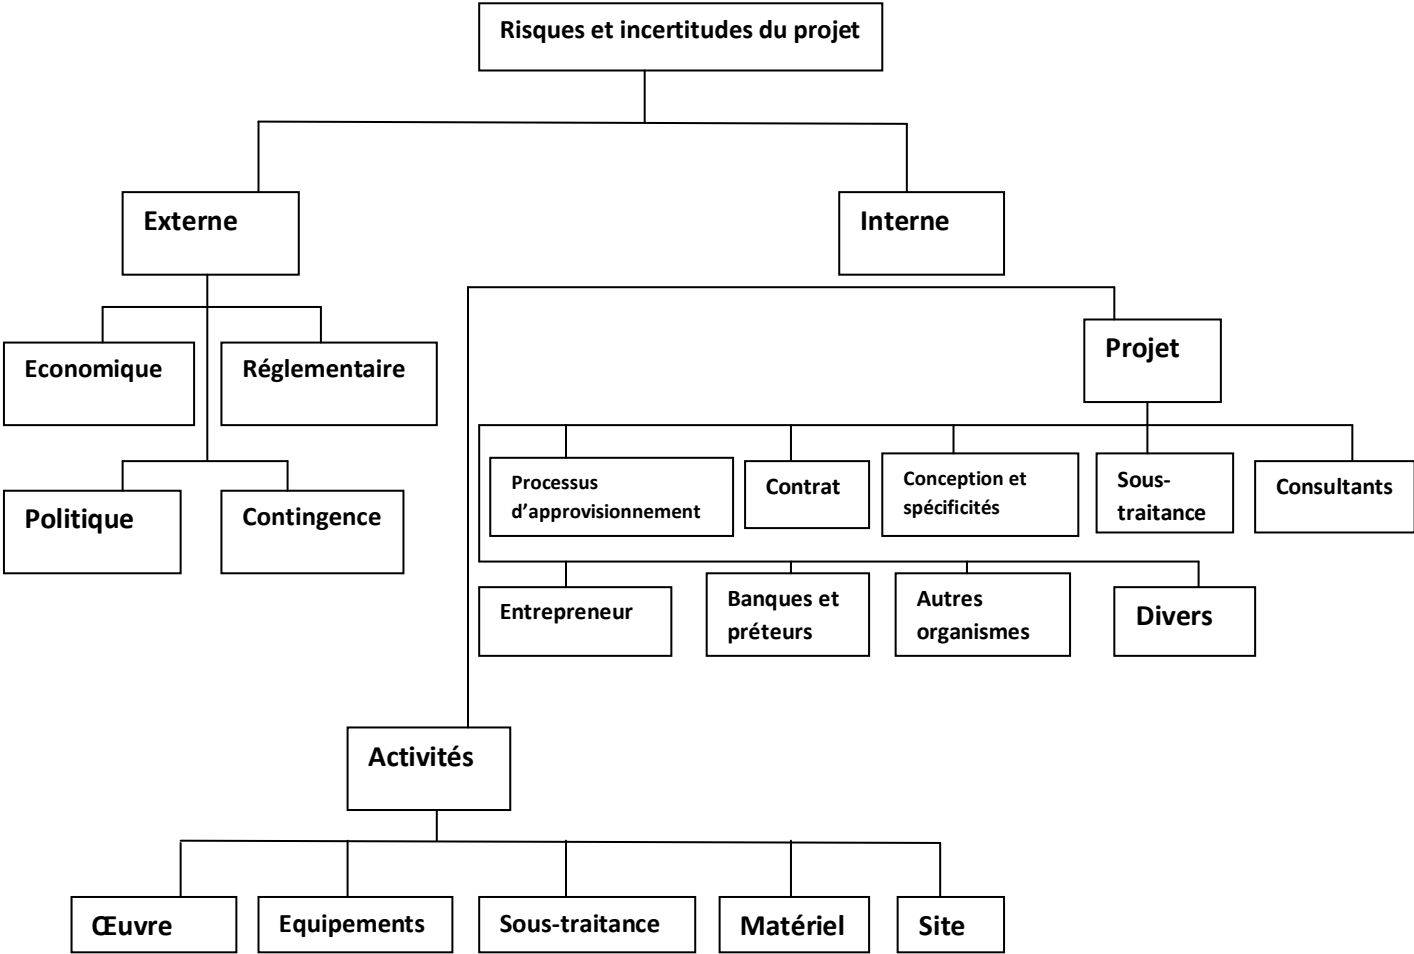 Risques et incertitudes du projet
Externe
Interne
Projet
Economique
Réglementaire
Politique
Contingence
Processus
d’approvisionnement
Contrat
Conception et
spécificités
Sous-
traitance
Consultants
Entrepreneur
Banques et
préteurs
Autres
organismes
Divers
Activités
Œuvre
Equipements
Sous-traitance
Matériel
Site